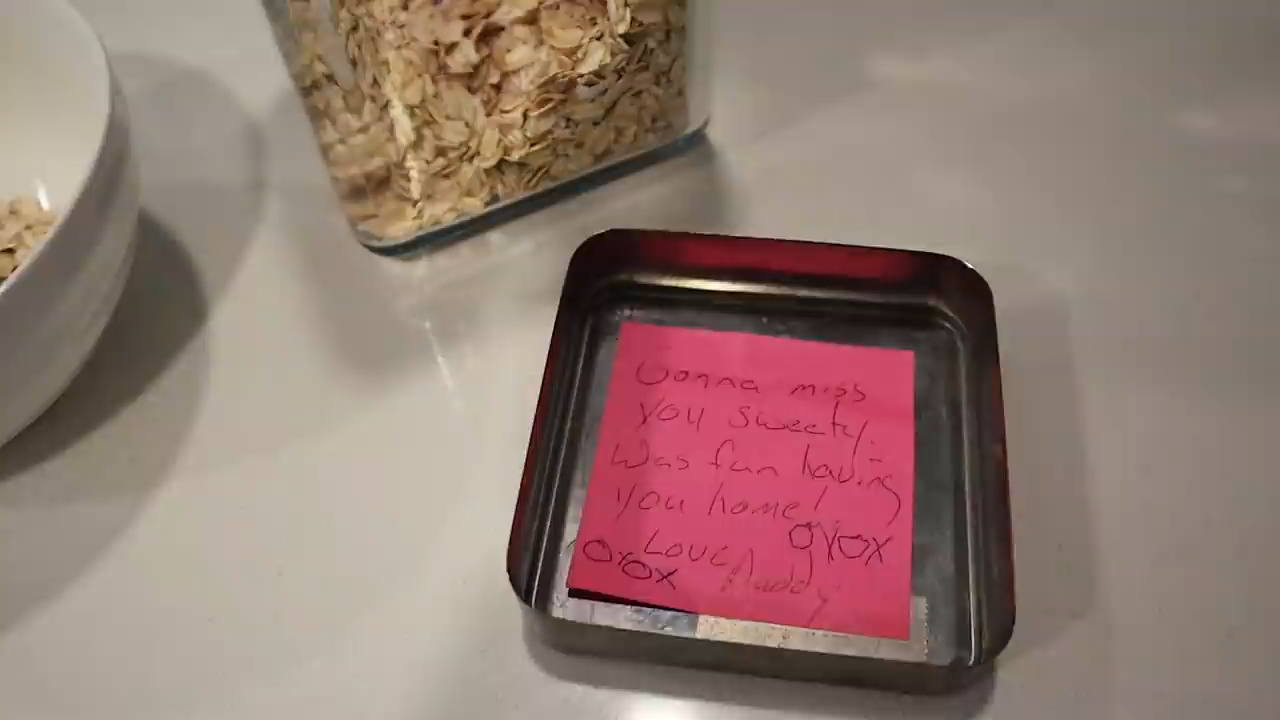 Gonna miss
you sweety.
Was fun having
you home!
Love, OXOX
OXOX Daddy